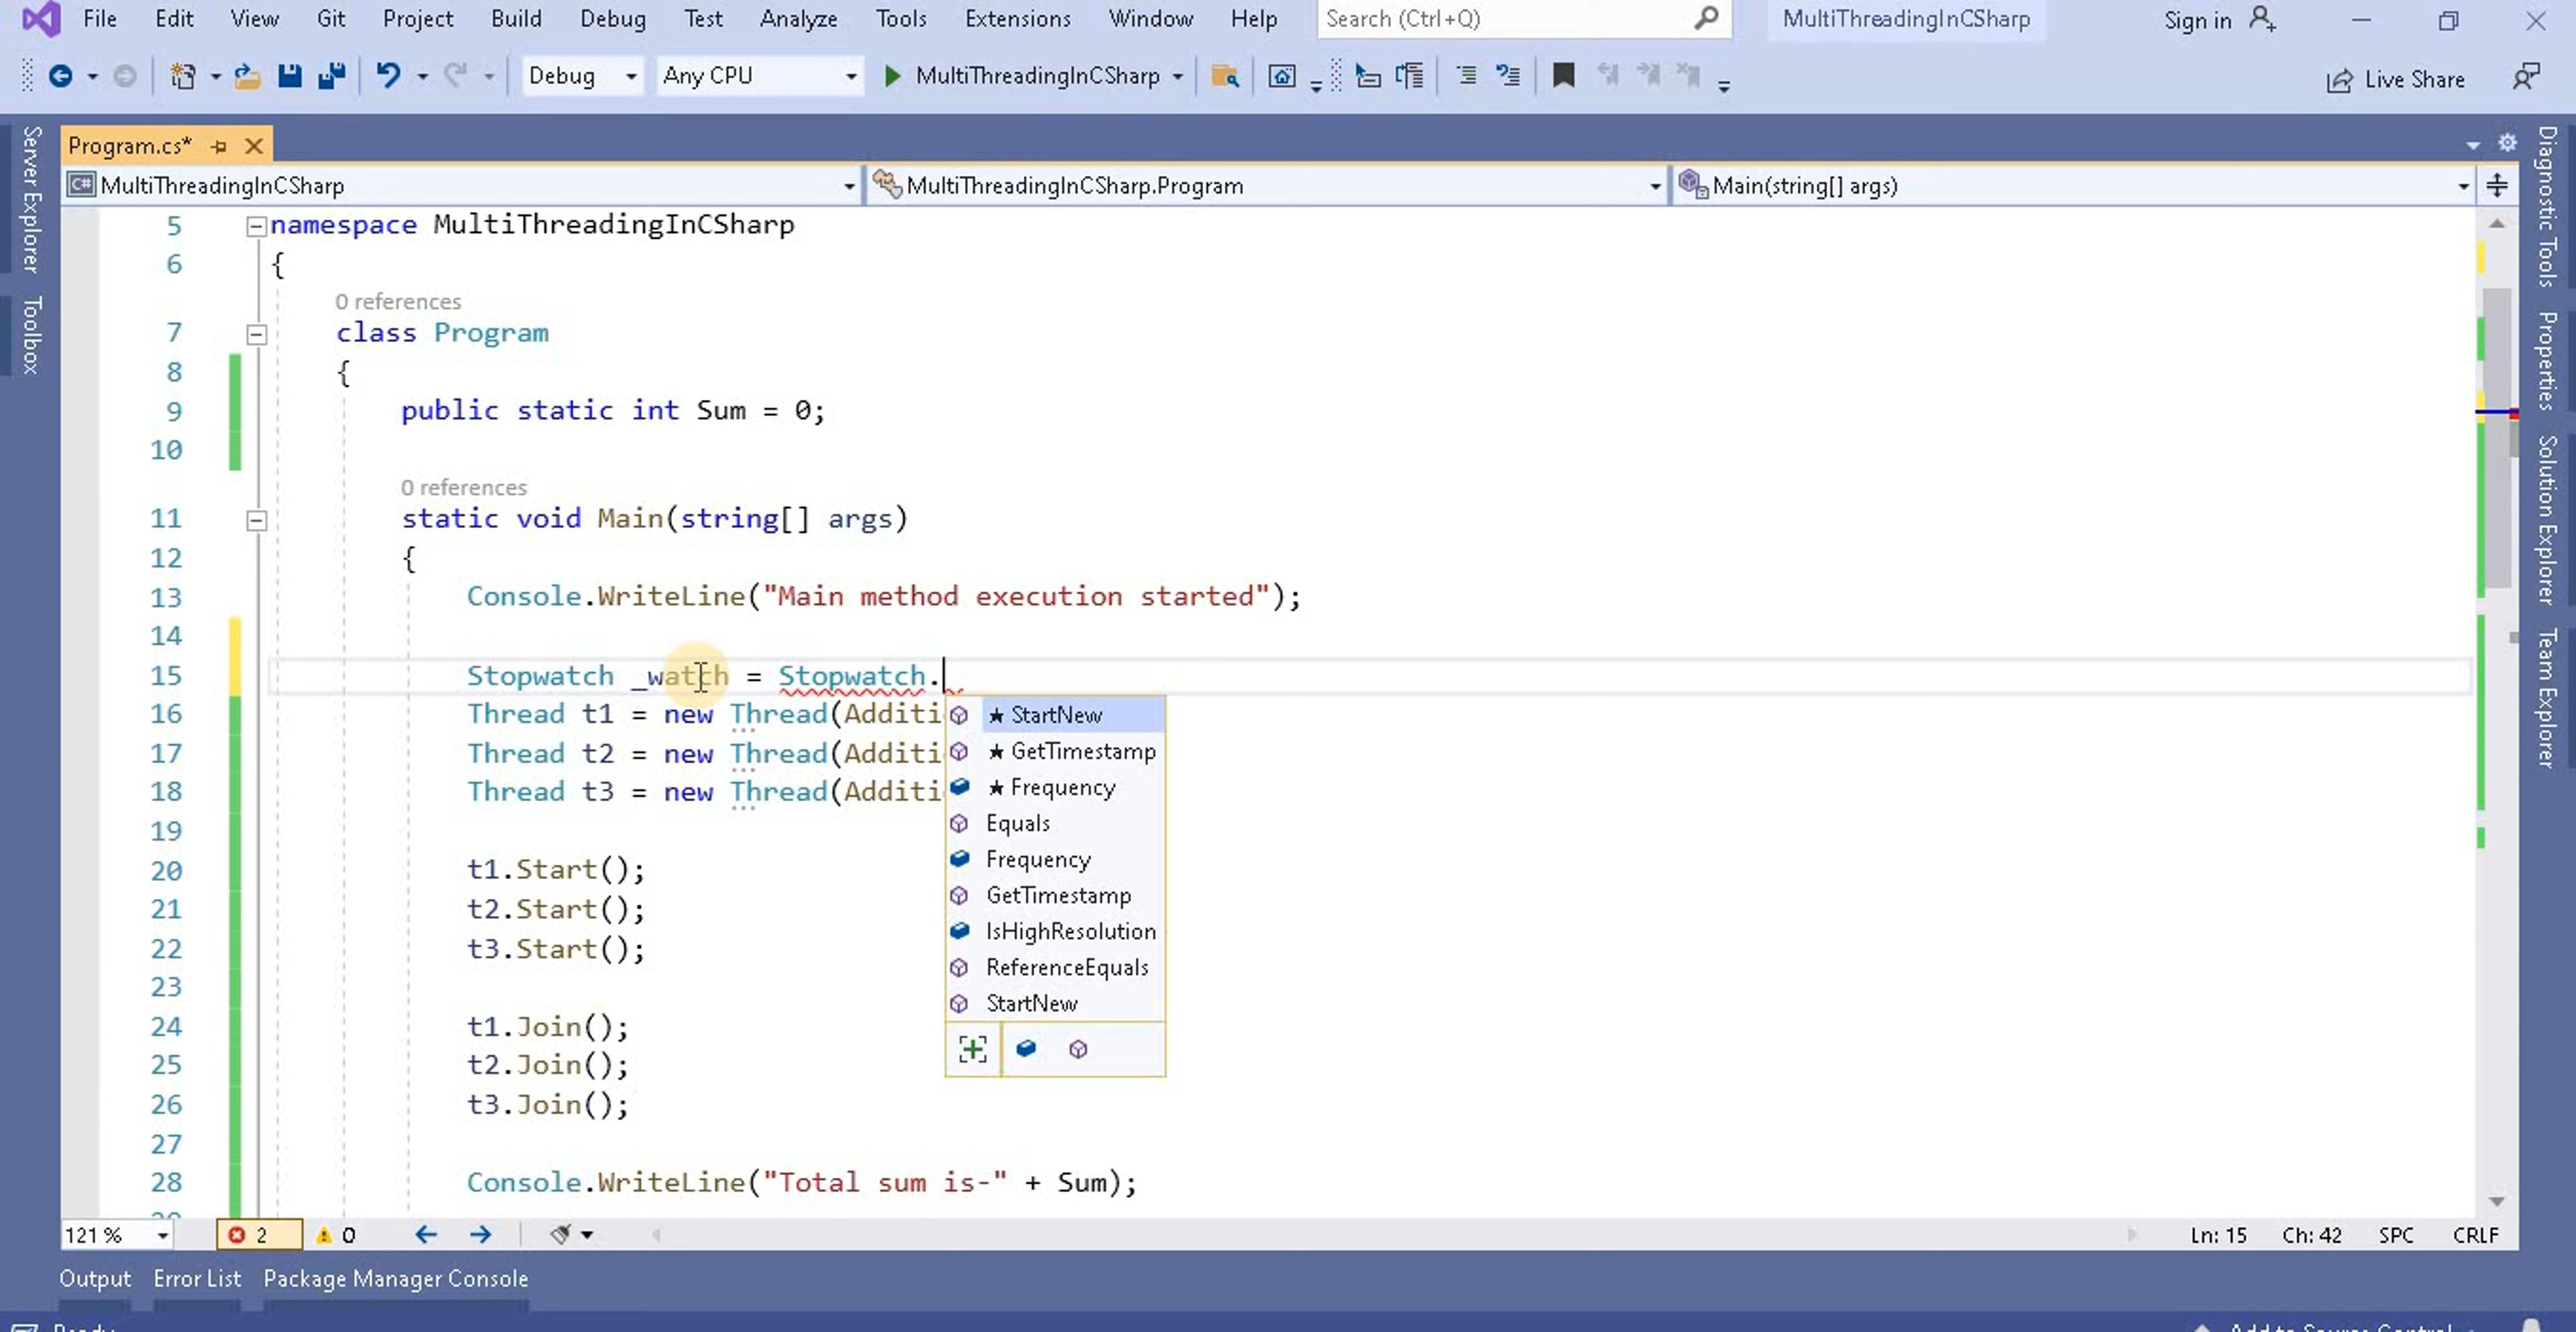 File Edit View Git Project Build Debug Test Analyze Tools Extensions Window Help Search (Ctrl+Q) MultiThreadingInCSharp Sign in
Debug Any CPU MultiThreadingInCSharp Live Share
Server Explorer
Toolbox
Program.cs*
MultiThreadingInCSharp MultiThreadingInCSharp.Program Main(string[] args)
5 namespace MultiThreadingInCSharp
6 {
0 references
7 class Program
8 {
9 public static int Sum = 0;
10
0 references
11 static void Main(string[] args)
12 {
13 Console.WriteLine("Main method execution started");
14
15 Stopwatch _watch = Stopwatch.
16 Thread t1 = new Thread(Additi
17 Thread t2 = new Thread(Additi
18 Thread t3 = new Thread(Additi
19
20 t1.Start();
21 t2.Start();
22 t3.Start();
23
24 t1.Join();
25 t2.Join();
26 t3.Join();
27
28 Console.WriteLine("Total sum is-" + Sum);
★ StartNew
★ GetTimestamp
★ Frequency
Equals
Frequency
GetTimestamp
IsHighResolution
ReferenceEquals
StartNew
Diagnostic Tools
Properties
Solution Explorer
Team Explorer
121 % 2 0 Ln: 15 Ch: 42 SPC CRLF
Output Error List Package Manager Console